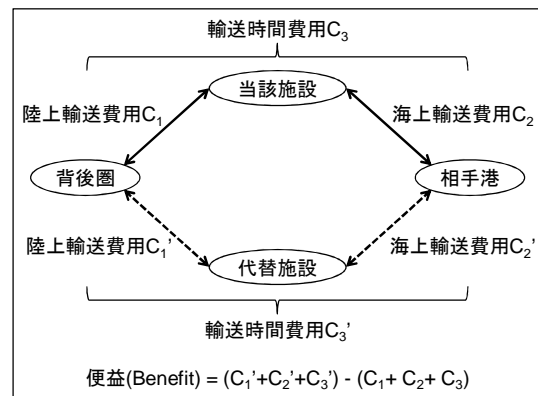 輸送時間費用C₃
当該施設
陸上輸送費用C₁
海上輸送費用C₂
背後圏
相手港
陸上輸送費用C₁'
海上輸送費用C₂'
代替施設
輸送時間費用C₃'
便益(Benefit) = (C₁'+C₂'+C₃') - (C₁+ C₂+ C₃)